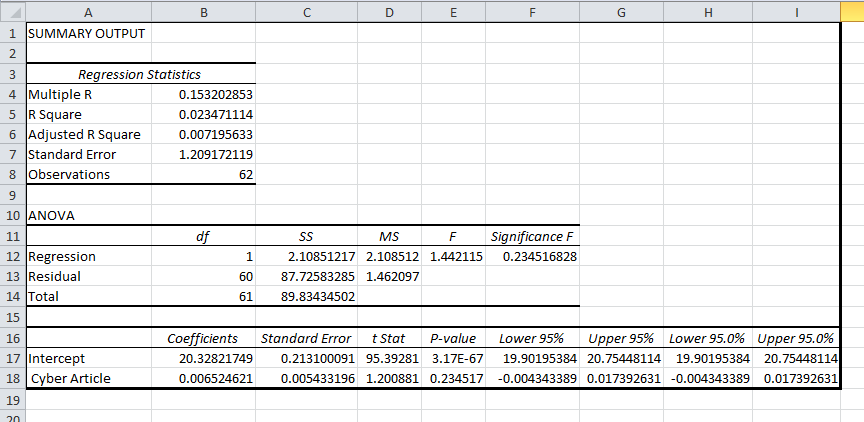 A B C D E F G H I
1 SUMMARY OUTPUT
2
3 Regression Statistics
4 Multiple R 0.153202853
5 R Square 0.023471114
6 Adjusted R Square 0.007195633
7 Standard Error 1.209172119
8 Observations 62
9
10 ANOVA
11 df SS MS F Significance F
12 Regression 1 2.10851217 2.108512 1.442115 0.234516828
13 Residual 60 87.72583285 1.462097
14 Total 61 89.83434502
15
16 Coefficients Standard Error t Stat P-value Lower 95% Upper 95% Lower 95.0% Upper 95.0%
17 Intercept 20.32821749 0.213100091 95.39281 3.17E-67 19.90195384 20.75448114 19.90195384 20.75448114
18 Cyber Article 0.006524621 0.005433196 1.200881 0.234517 -0.004343389 0.017392631 -0.004343389 0.017392631
19
20